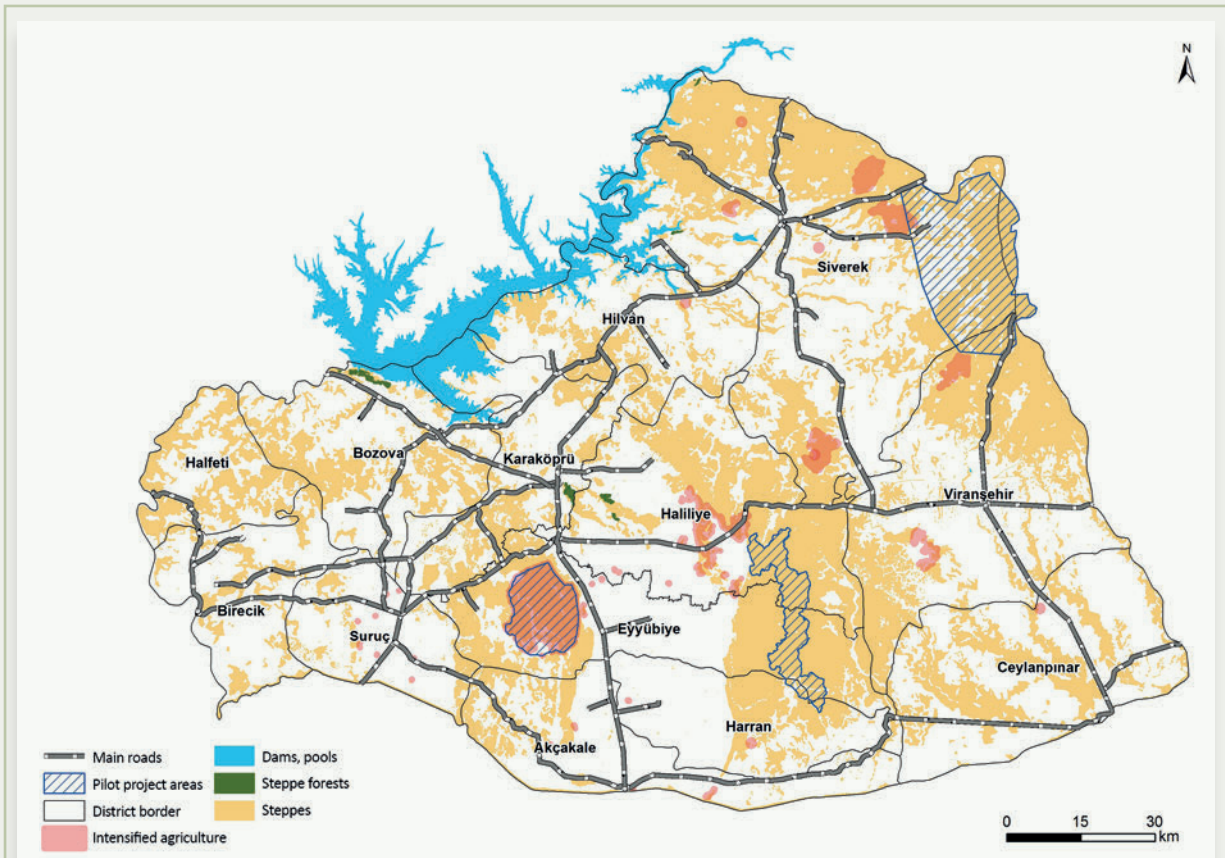 N
Siverek
Hilvan
Halfeti
Bozova
Karaköprü
Viranşehir
Haliliye
Birecik
Suruç
Eyyübiye
Ceylanpınar
Harran
Akçakale
Main roads
Pilot project areas
District border
Intensified agriculture
Dams, pools
Steppe forests
Steppes
0 15 30
km